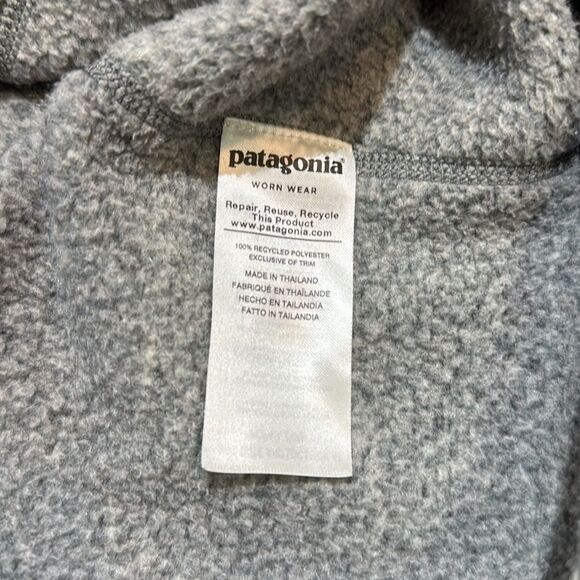 patagonia®
WORN WEAR
Repair, Reuse, Recycle
This Product
www.patagonia.com
100% RECYCLED POLYESTER
EXCLUSIVE OF TRIM
MADE IN THAILAND
FABRIQUÉ EN THAÏLANDE
HECHO EN TAILANDIA
FATTO IN TAILANDIA